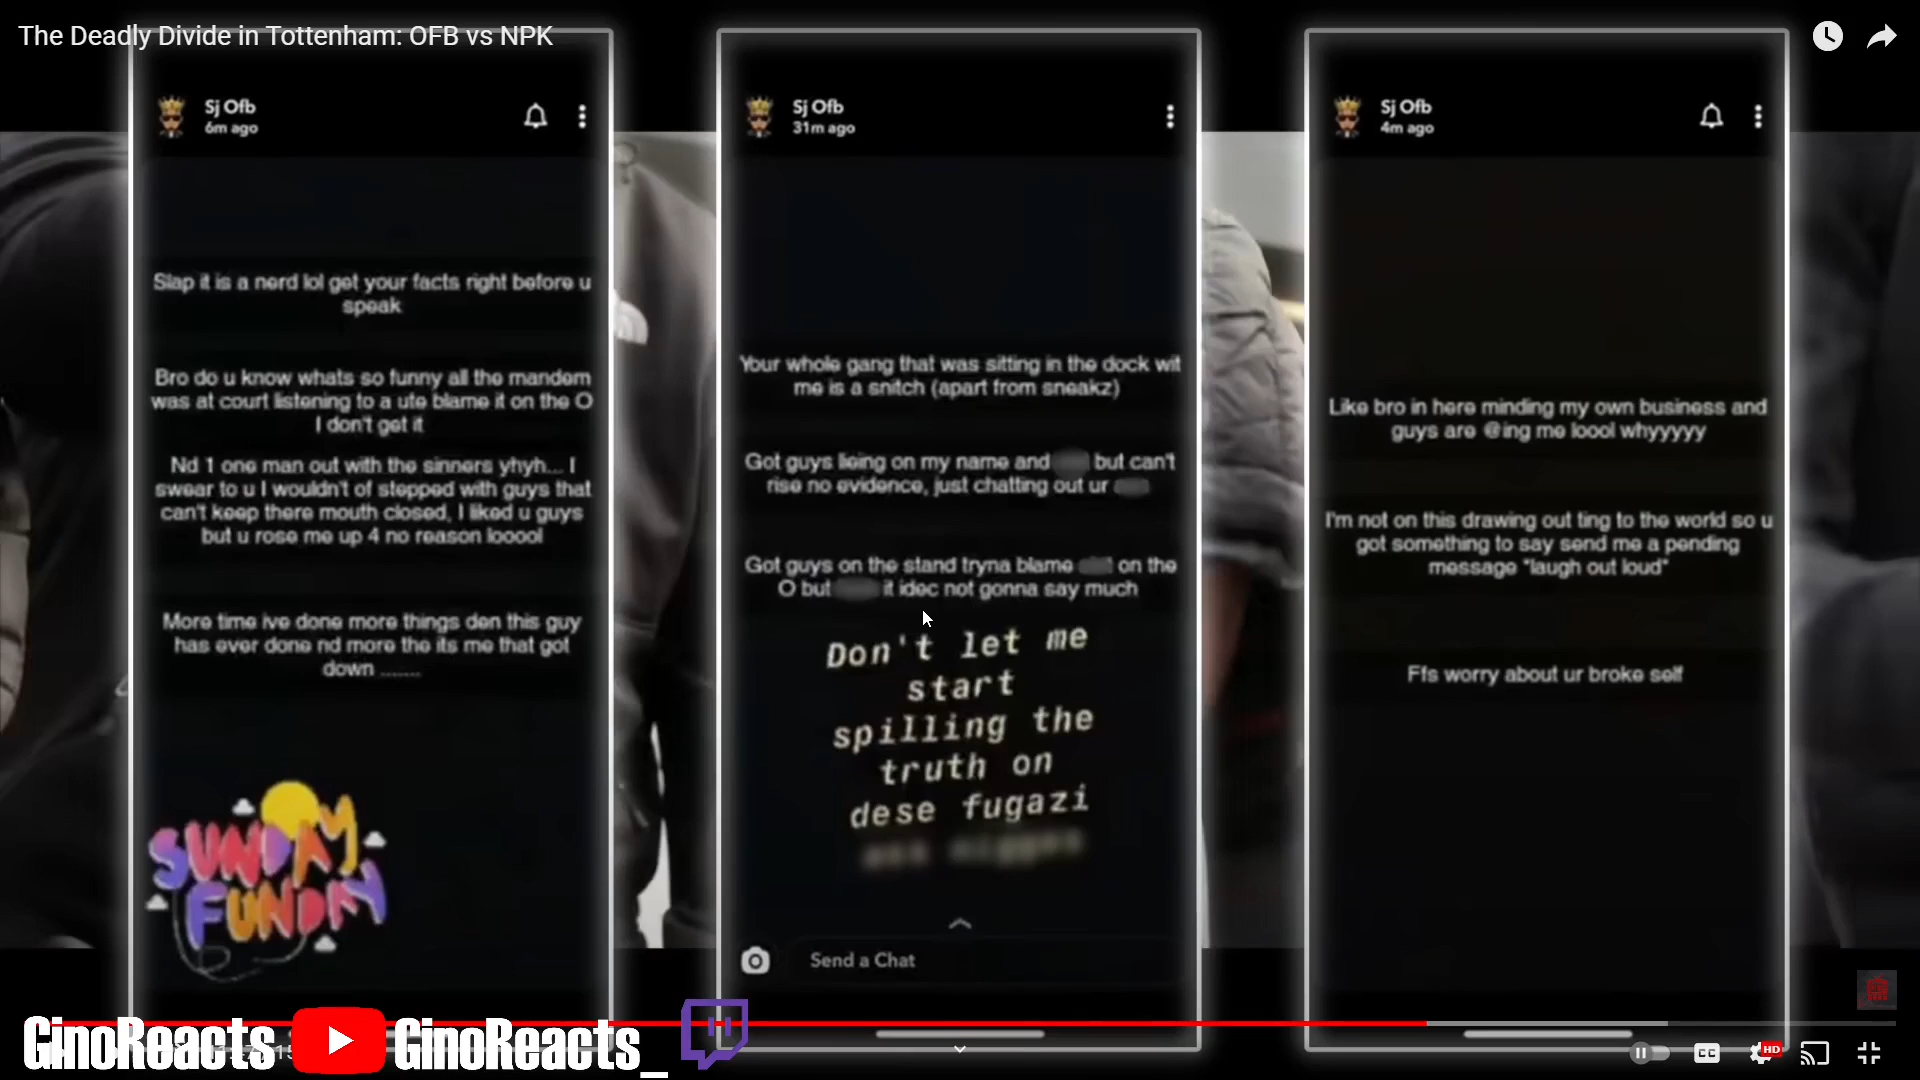 The Deadly Divide in Tottenham: OFB vs NPK
Sj Ofb
6m ago
Slap it is a nerd lol get your facts right before u
speak
Bro do u know whats so funny all the mandem
was at court listening to a ute blame it on the O
I don't get it
Nd 1 one man out with the sinners yhyh... I
swear to u I wouldn't of stepped with guys that
can't keep there mouth closed, I liked u guys
but u rose me up 4 no reason looool
More time ive done more things den this guy
has ever done nd more the its me that got
down .......
SUNDAY
FUNDAY
Sj Ofb
31m ago
Your whole gang that was sitting in the dock wit
me is a snitch (apart from sneakz)
Got guys lieing on my name and but can't
rise no evidence, just chatting out ur
Got guys on the stand tryna blame on the
O but it idec not gonna say much
Don't let me
start
spilling the
truth on
dese fugazi
Send a Chat
Sj Ofb
4m ago
Like bro in here minding my own business and
guys are @ing me loool whyyyyy
I'm not on this drawing out ting to the world so u
got something to say send me a pending
message "laugh out loud"
Ffs worry about ur broke self
GinoReacts
GinoReacts_
CC
HD